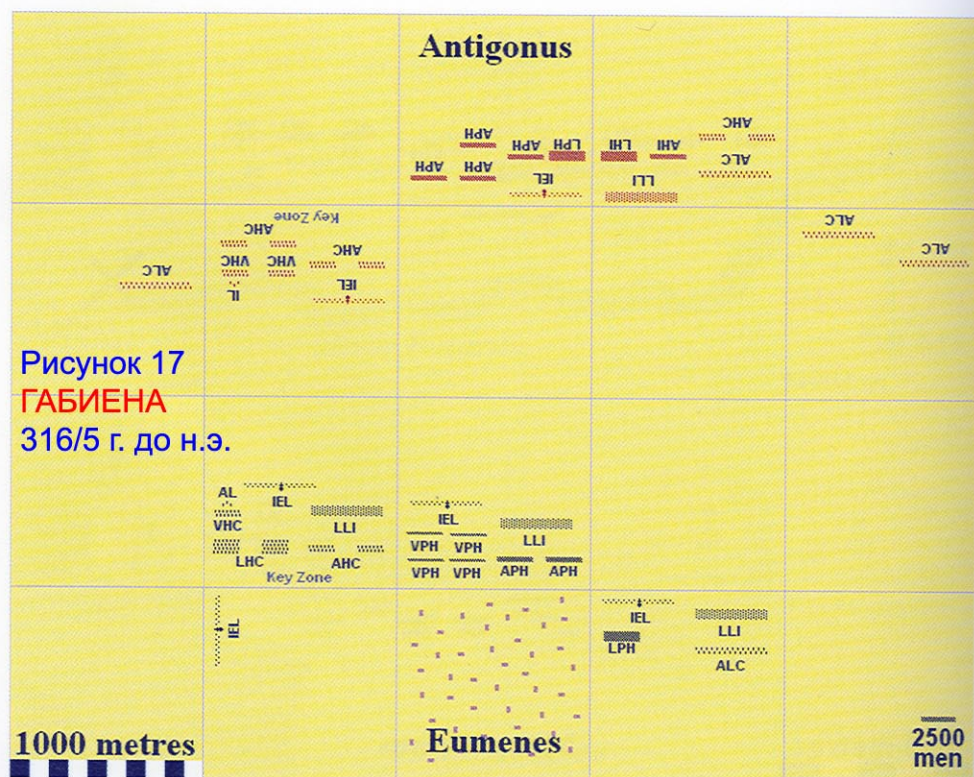 Antigonus
AHC
APH
APH LPH LHI AHI
APH APH ALC
IEL LLI
Key Zone
AHC ALC
VHC VHC AHC ALC
ALC
IL IEL
Рисунок 17
ГАБИЕНА
316/5 г. до н.э.
AL
IEL
VHC LLI
IEL
LLI
VPH VPH
LHC AHC
VPH VPH APH APH
Key Zone
IEL
IEL LLI
LPH
ALC
1000 metres
Eumenes
2500
men